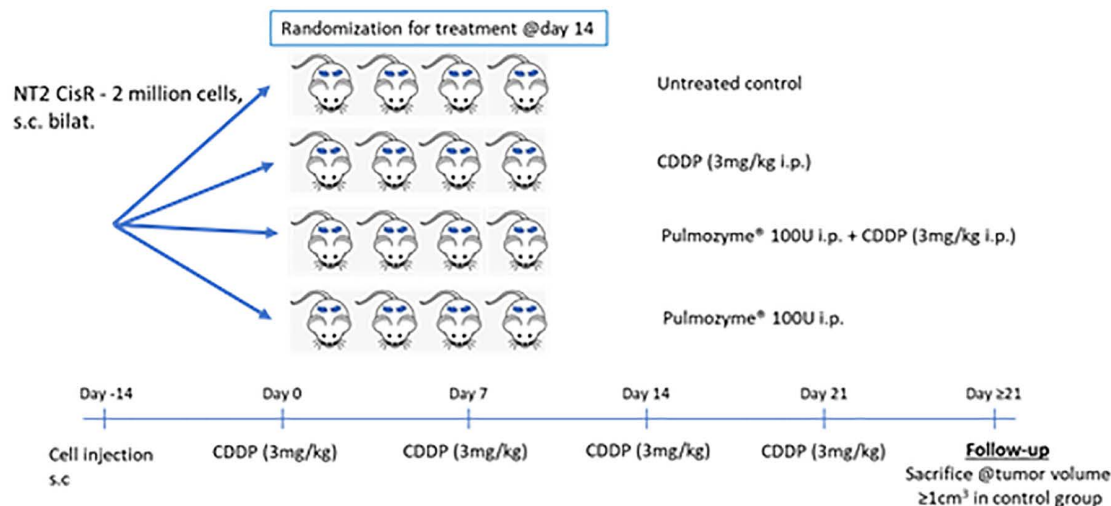 Randomization for treatment @day 14
NT2 CisR - 2 million cells,
s.c. bilat.
Untreated control
CDDP (3mg/kg i.p.)
Pulmozyme® 100U i.p. + CDDP (3mg/kg i.p.)
Pulmozyme® 100U i.p.
Day -14
Day 0
Day 7
Day 14
Day 21
Day ≥21
Cell injection
s.c
CDDP (3mg/kg)
CDDP (3mg/kg)
CDDP (3mg/kg)
CDDP (3mg/kg)
Follow-up
Sacrifice @tumor volume
≥1cm³ in control group